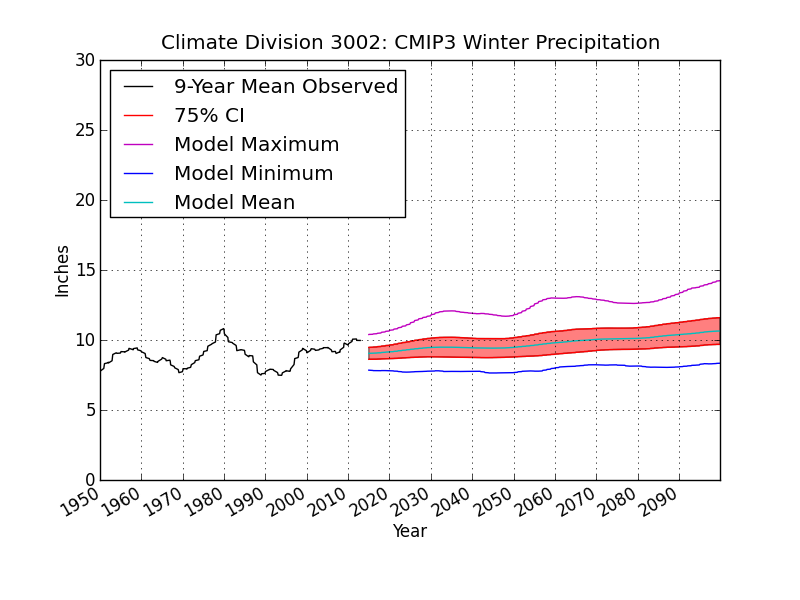 Climate Division 3002: CMIP3 Winter Precipitation
30
25
20
15
10
5
0
Inches
9-Year Mean Observed
75% CI
Model Maximum
Model Minimum
Model Mean
1950 1960 1970 1980 1990 2000 2010 2020 2030 2040 2050 2060 2070 2080 2090
Year